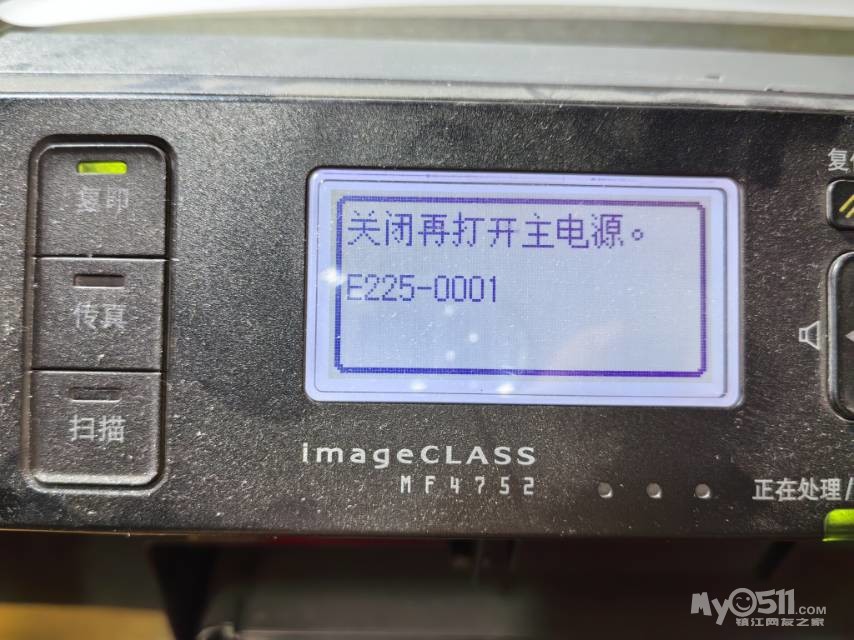 复印
传真
扫描
关闭再打开主电源。
E225-0001
imageCLASS
MF4752
正在处理/
My0511.COM
镇江网友之家